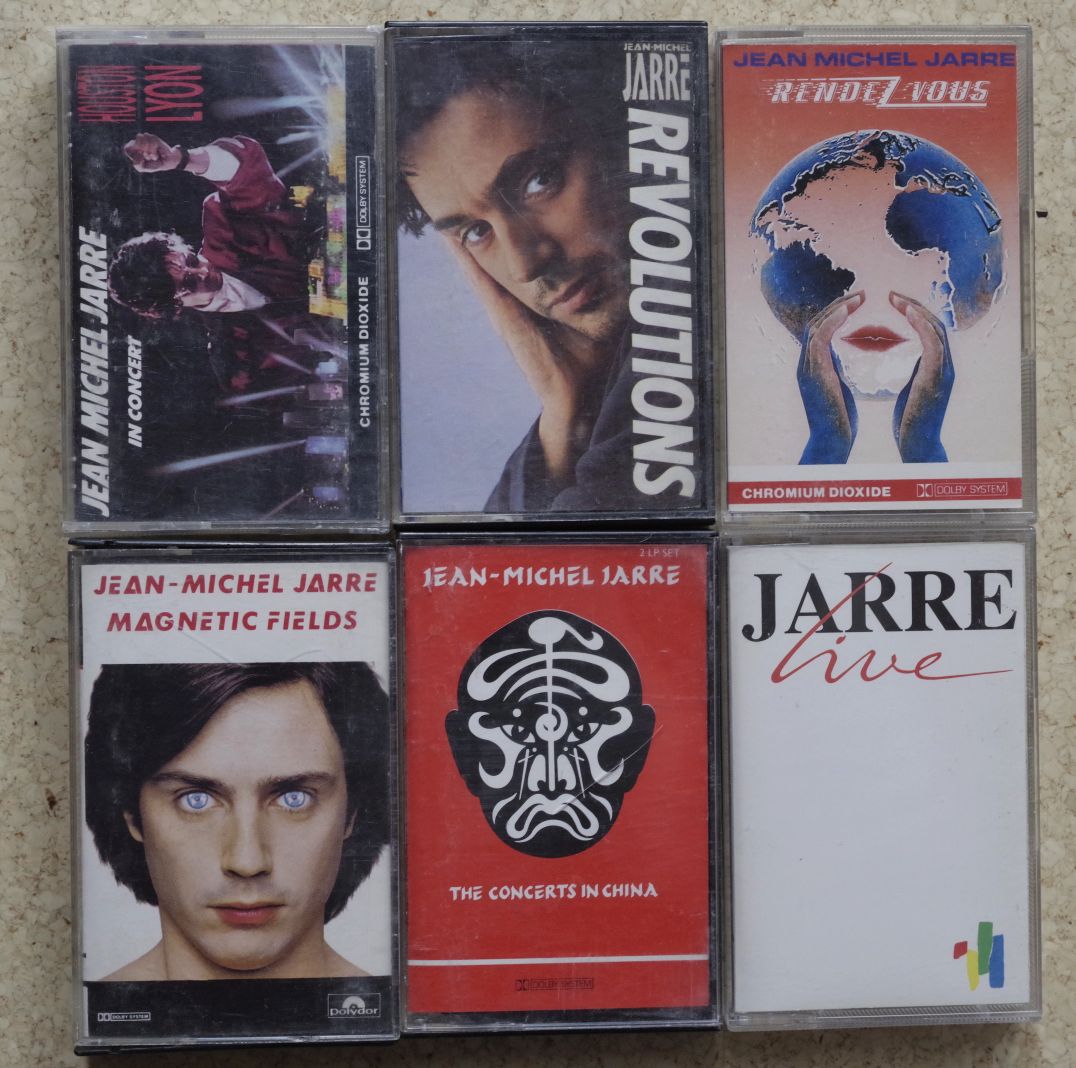 HOUSTON
LYON
JEAN MICHEL JARRE
IN CONCERT
CHROMIUM DIOXIDE
DOLBY SYSTEM
JEAN-MICHEL
JARRE
REVOLUTIONS
JEAN MICHEL JARRE
RENDEZ VOUS
CHROMIUM DIOXIDE
DOLBY SYSTEM
JEAN-MICHEL JARRE
MAGNETIC FIELDS
DOLBY SYSTEM
Polydor
2 LP SET
JEAN-MICHEL JARRE
THE CONCERTS IN CHINA
DOLBY SYSTEM
JARRE
live